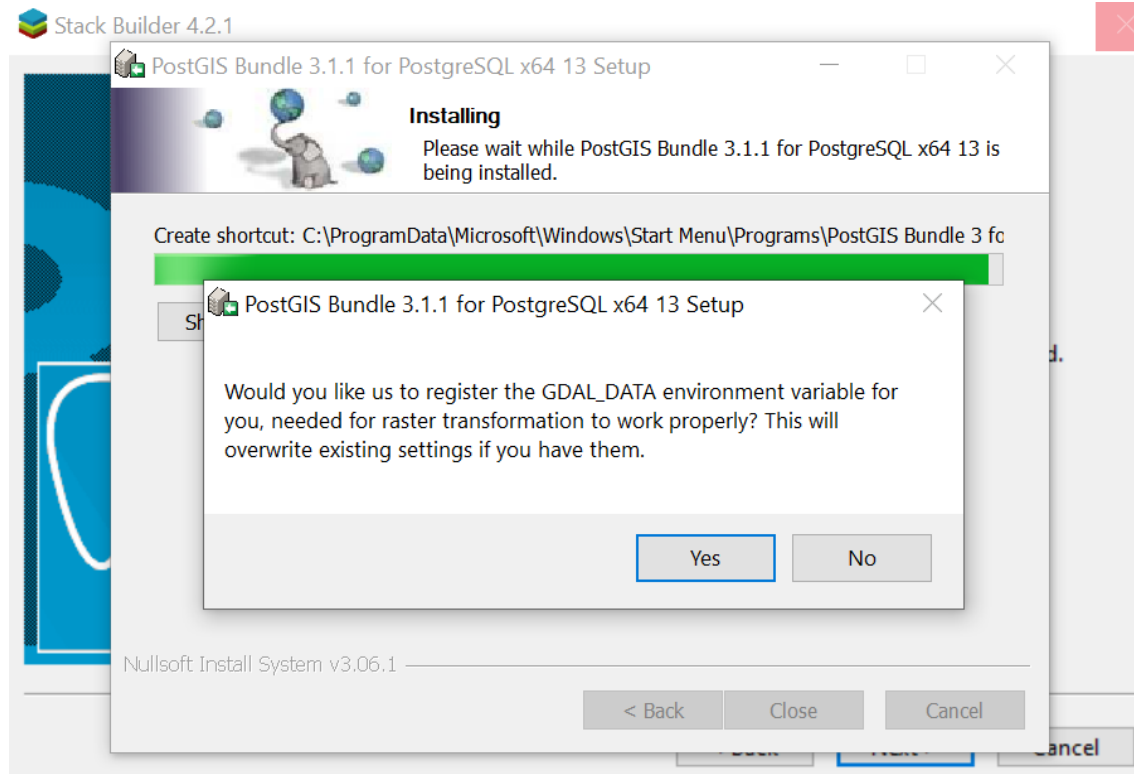 Stack Builder 4.2.1
PostGIS Bundle 3.1.1 for PostgreSQL x64 13 Setup
Installing
Please wait while PostGIS Bundle 3.1.1 for PostgreSQL x64 13 is
being installed.
Create shortcut: C:\ProgramData\Microsoft\Windows\Start Menu\Programs\PostGIS Bundle 3 fo
PostGIS Bundle 3.1.1 for PostgreSQL x64 13 Setup
d.
Would you like us to register the GDAL_DATA environment variable for
you, needed for raster transformation to work properly? This will
overwrite existing settings if you have them.
Yes No
Nullsoft Install System v3.06.1
< Back Close Cancel
Cancel